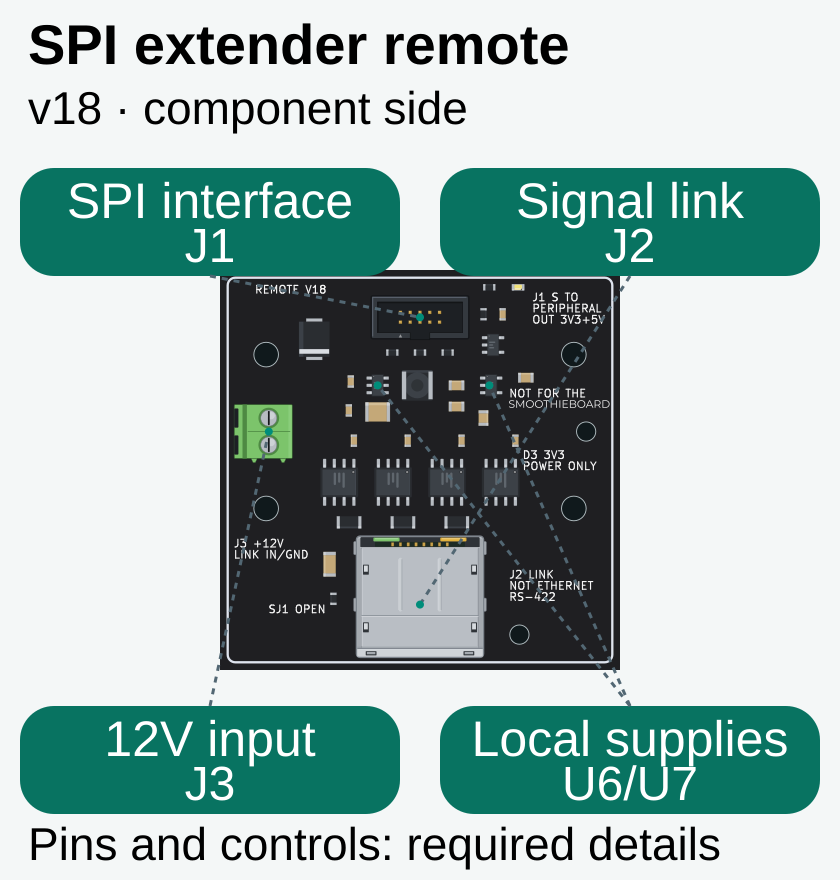 SPI extender remote
v18 · component side
SPI interface
J1
Signal link
J2
REMOTE V18
J1 S TO
PERIPHERAL
OUT 3V3+5V
NOT FOR THE
SMOOTHIEBOARD
D3 3V3
POWER ONLY
J3 +12V
LINK IN/GND
J2 LINK
NOT ETHERNET
RS-422
SJ1 OPEN
12V input
J3
Local supplies
U6/U7
Pins and controls: required details